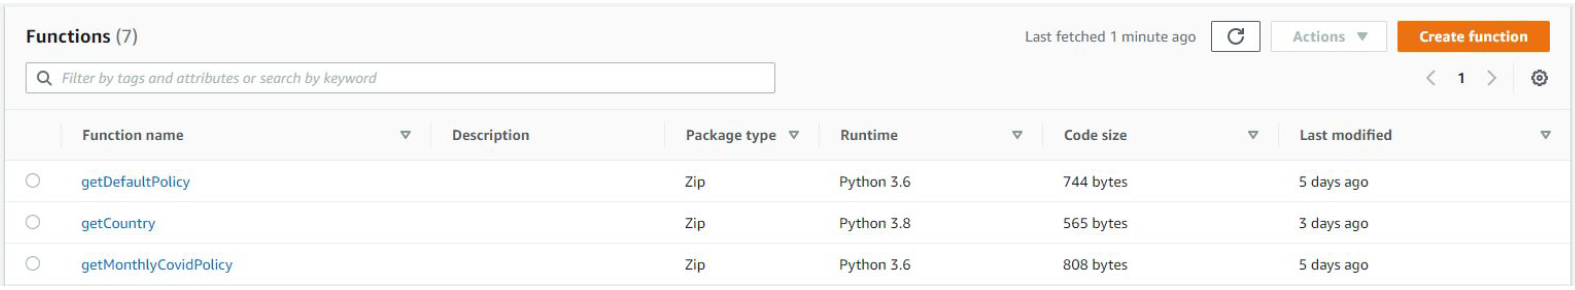 Functions (7) Last fetched 1 minute ago Actions Create function
Filter by tags and attributes or search by keyword 1
Function name Description Package type Runtime Code size Last modified
getDefaultPolicy Zip Python 3.6 744 bytes 5 days ago
getCountry Zip Python 3.8 565 bytes 3 days ago
getMonthlyCovidPolicy Zip Python 3.6 808 bytes 5 days ago